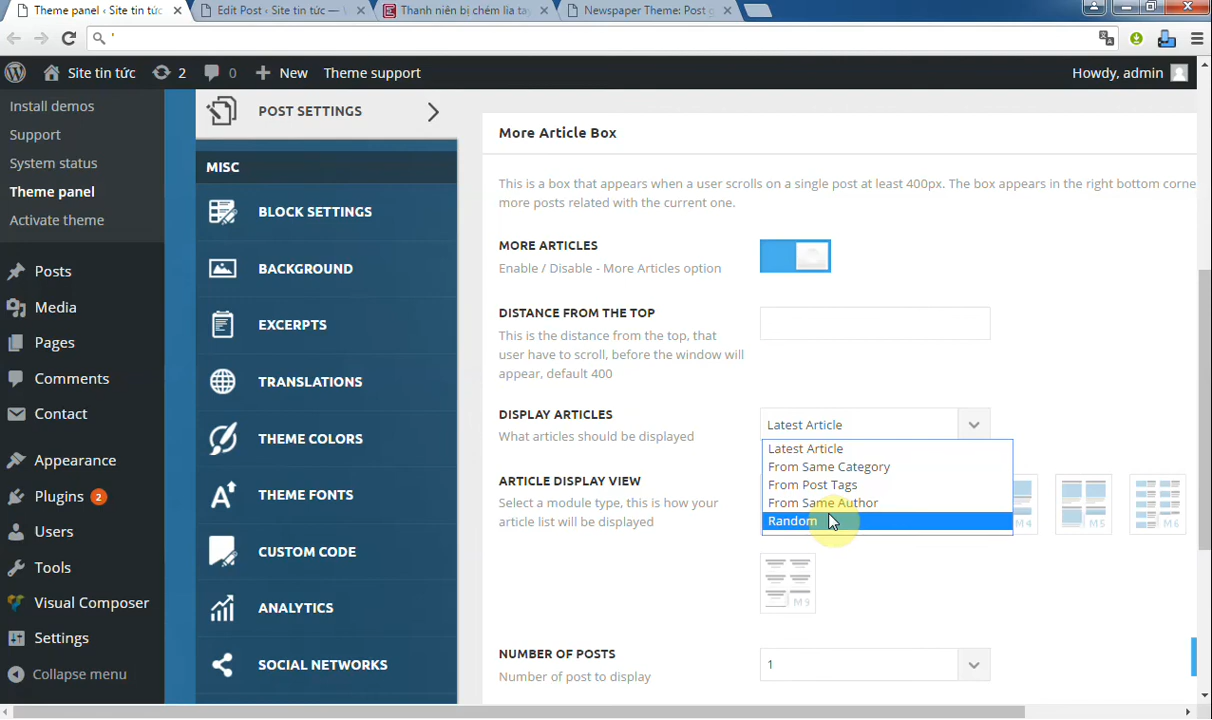 Theme panel ‹ Site tin tức
Edit Post ‹ Site tin tức —
Thanh niên bị chém lìa tay
Newspaper Theme: Post
'
Site tin tức
2
0
New
Theme support
Howdy, admin
Install demos
Support
System status
Theme panel
Activate theme
Posts
Media
Pages
Comments
Contact
Appearance
Plugins 2
Users
Tools
Visual Composer
Settings
Collapse menu
POST SETTINGS
MISC
BLOCK SETTINGS
BACKGROUND
EXCERPTS
TRANSLATIONS
THEME COLORS
THEME FONTS
CUSTOM CODE
ANALYTICS
SOCIAL NETWORKS
More Article Box
This is a box that appears when a user scrolls on a single post at least 400px. The box appears in the right bottom corne
more posts related with the current one.
MORE ARTICLES
Enable / Disable - More Articles option
DISTANCE FROM THE TOP
This is the distance from the top, that
user have to scroll, before the window will
appear, default 400
DISPLAY ARTICLES
What articles should be displayed
Latest Article
Latest Article
From Same Category
From Post Tags
From Same Author
Random
ARTICLE DISPLAY VIEW
Select a module type, this is how your
article list will be displayed
M4
M5
M6
M9
NUMBER OF POSTS
Number of post to display
1